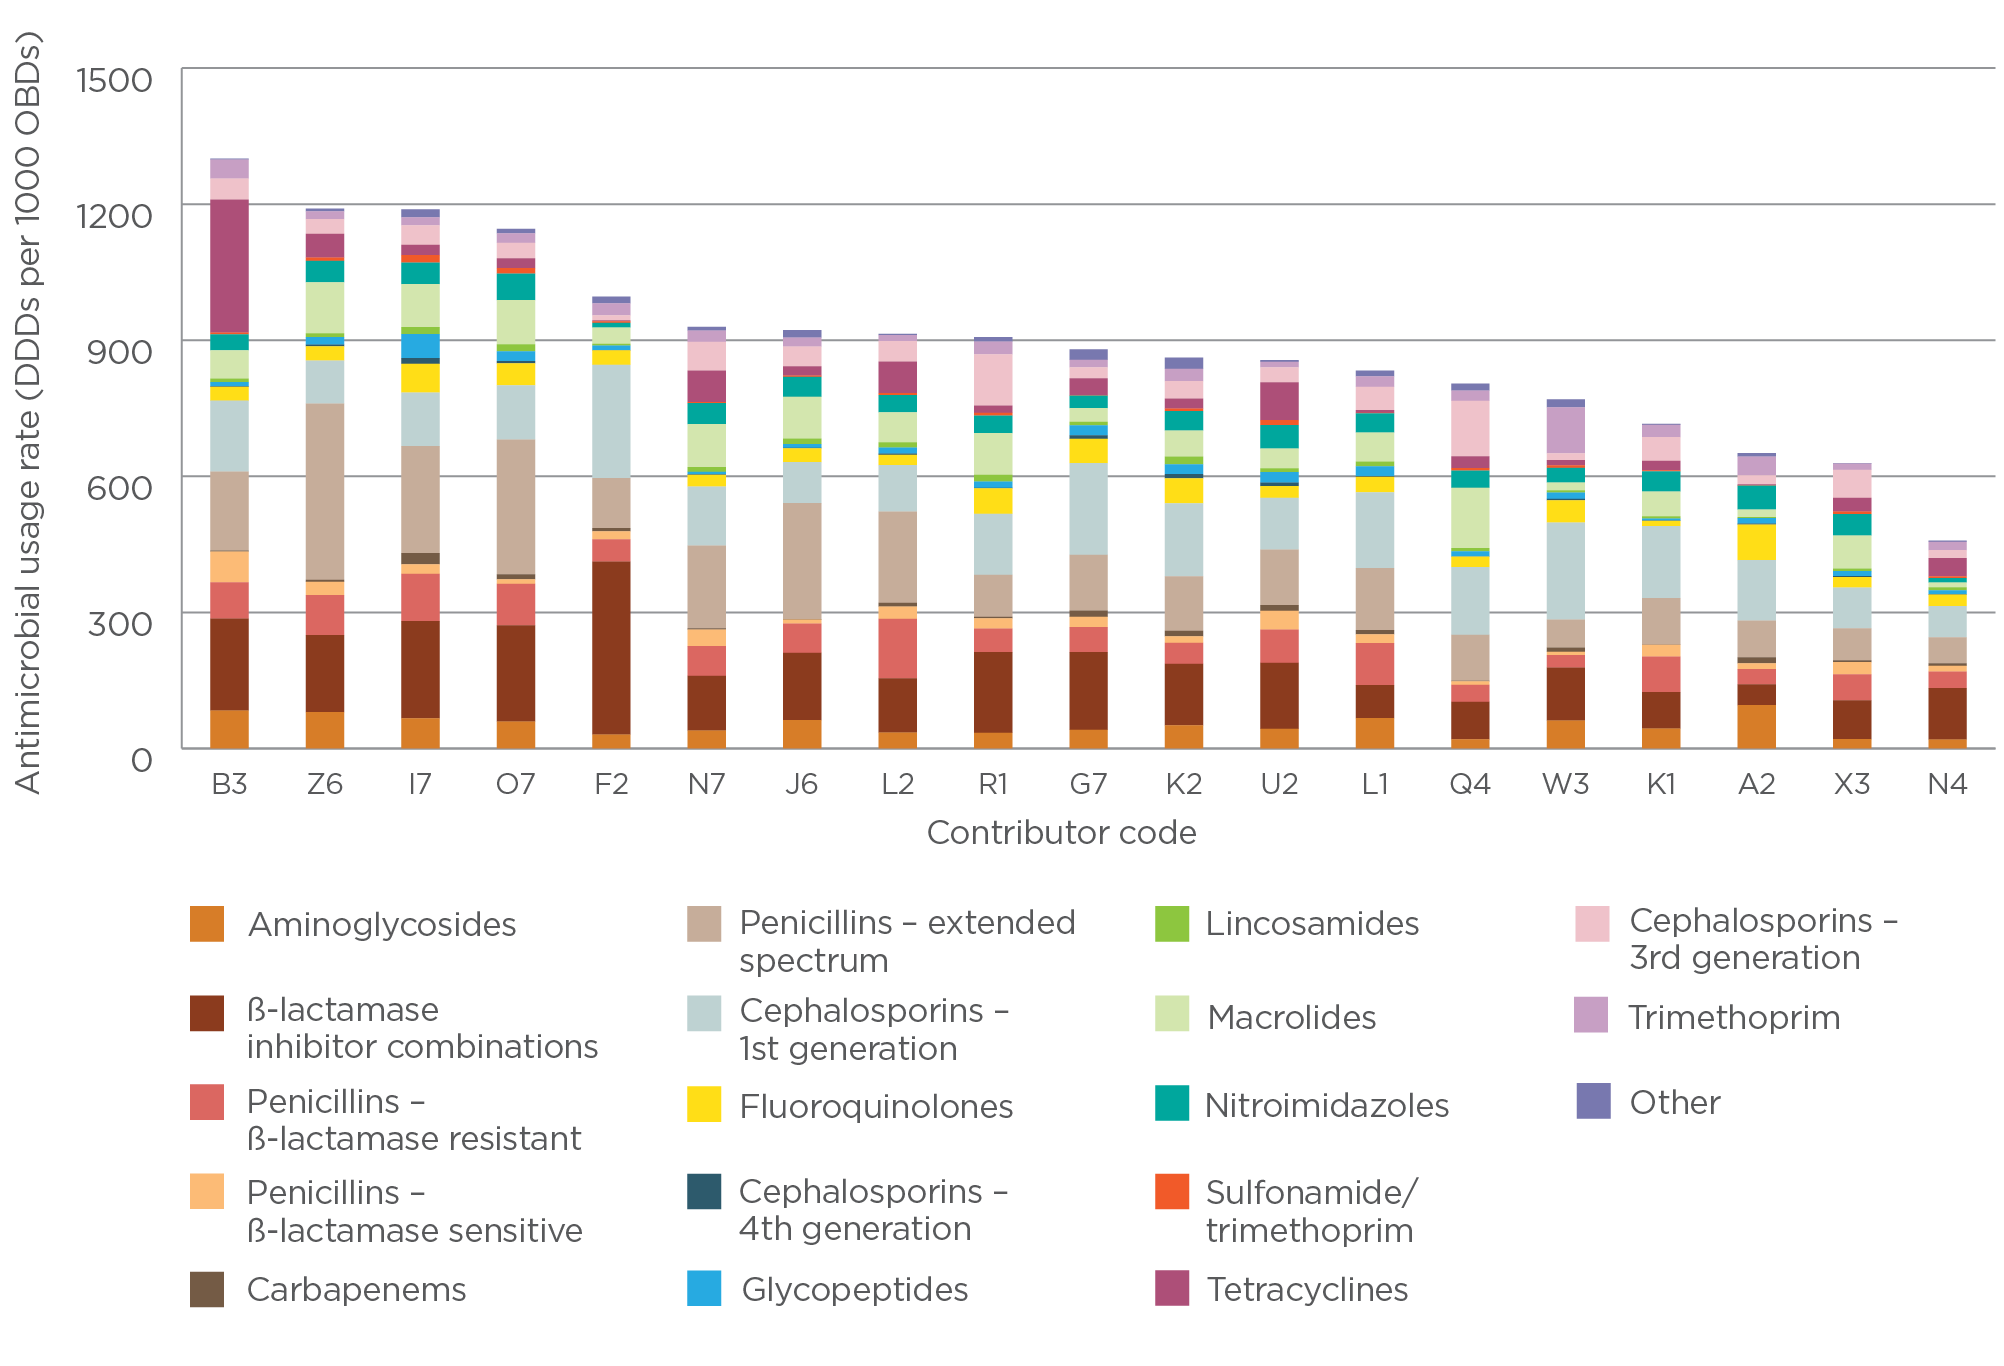 Antimicrobial usage rate (DDDs per 1000 OBDs)
1500
1200
900
600
300
0
B3 Z6 I7 O7 F2 N7 J6 L2 R1 G7 K2 U2 L1 Q4 W3 K1 A2 X3 N4
Contributor code
Aminoglycosides
ß-lactamase
inhibitor combinations
Penicillins –
ß-lactamase resistant
Penicillins –
ß-lactamase sensitive
Carbapenems
Penicillins – extended
spectrum
Cephalosporins –
1st generation
Fluoroquinolones
Cephalosporins –
4th generation
Glycopeptides
Lincosamides
Macrolides
Nitroimidazoles
Sulfonamide/
trimethoprim
Tetracyclines
Cephalosporins –
3rd generation
Trimethoprim
Other